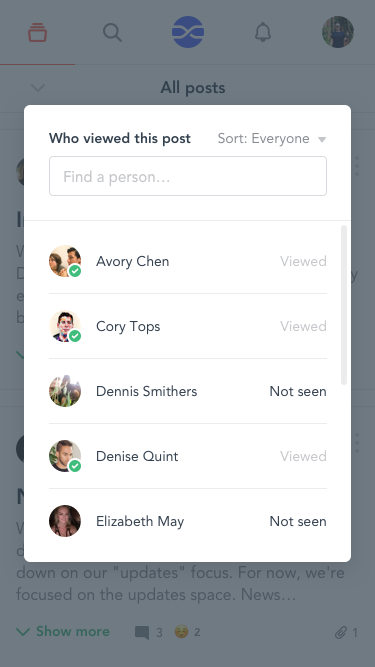 All posts
Who viewed this post
Sort: Everyone
Find a person…
Avory Chen
Viewed
Cory Tops
Viewed
Dennis Smithers
Not seen
Denise Quint
Viewed
Elizabeth May
Not seen
down on our "updates" focus. For now, we're
focused on the updates space. News…
Show more
3
2
1